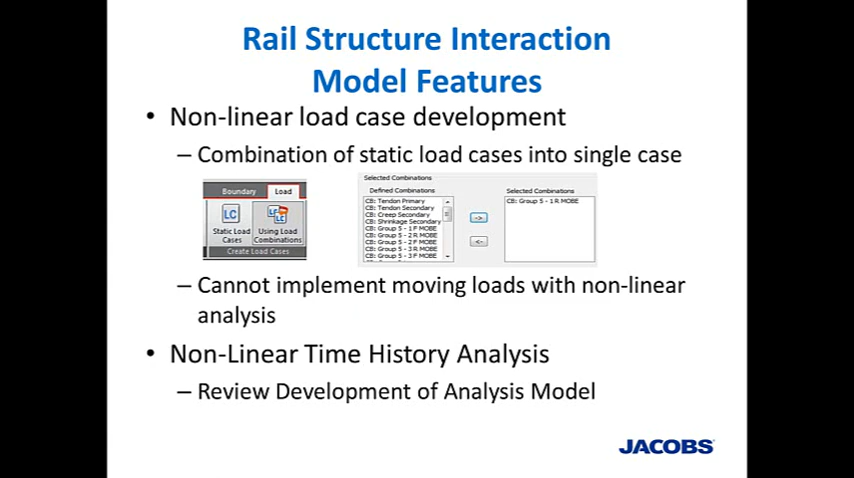 Rail Structure Interaction
Model Features
• Non-linear load case development
– Combination of static load cases into single case
Boundary Load
LC LC LC
Static Load Cases
Using Load Combinations
Create Load Cases
Selected Combinations
Defined Combinations
CB: Tendon Primary
CB: Tendon Secondary
CB: Creep Secondary
CB: Shrinkage Secondary
CB: Group 5 - 1 F MOBE
CB: Group 5 - 1 R MOBE
CB: Group 5 - 2 F MOBE
CB: Group 5 - 2 R MOBE
CB: Group 5 - 3 F MOBE
->
<-
Selected Combinations
CB: Group 5 - 1 R MOBE
– Cannot implement moving loads with non-linear
analysis
• Non-Linear Time History Analysis
– Review Development of Analysis Model
JACOBS